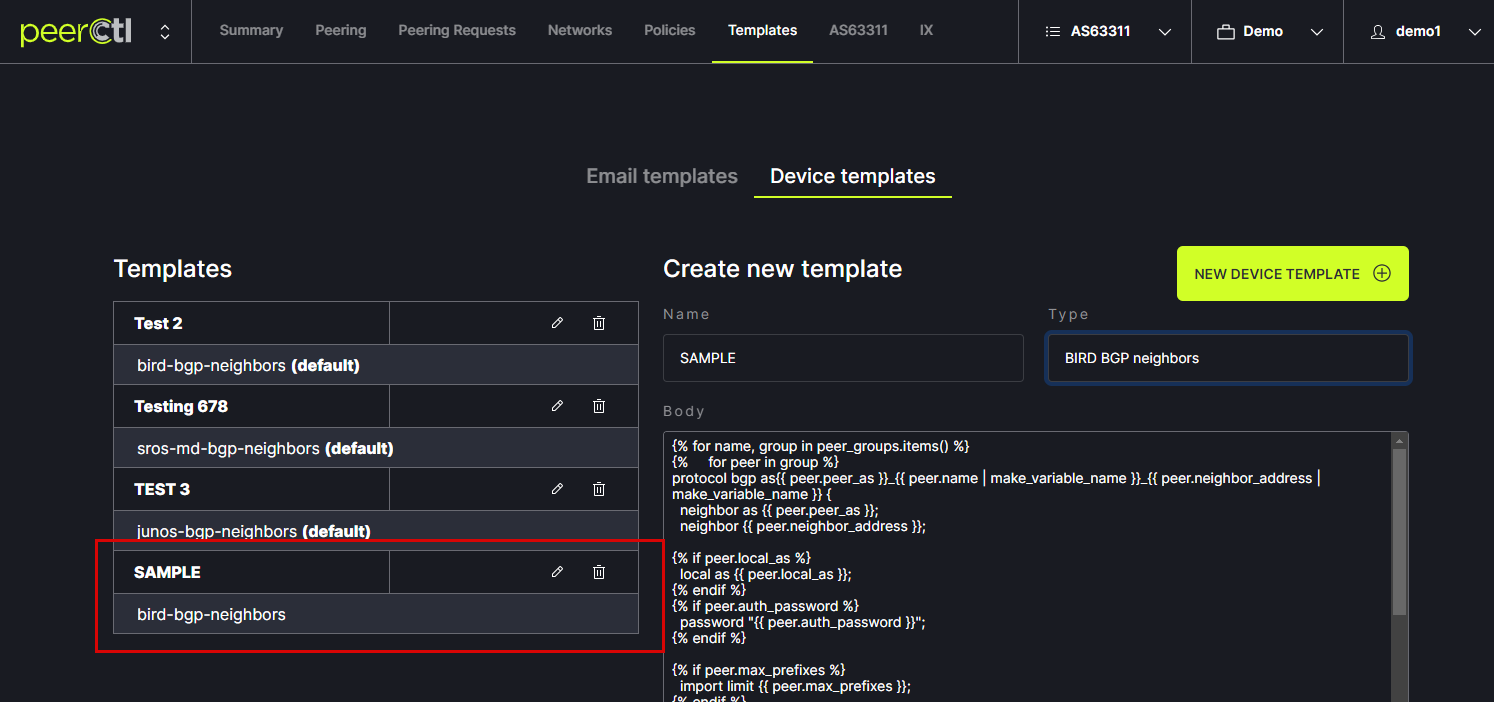 peerCtl
Summary
Peering
Peering Requests
Networks
Policies
Templates
AS63311
IX
AS63311
Demo
demo1
Email templates
Device templates
Templates
Test 2
bird-bgp-neighbors (default)
Testing 678
sros-md-bgp-neighbors (default)
TEST 3
junos-bgp-neighbors (default)
SAMPLE
bird-bgp-neighbors
Create new template
NEW DEVICE TEMPLATE
Name
Type
SAMPLE
BIRD BGP neighbors
Body
{% for name, group in peer_groups.items() %}
{%     for peer in group %}
protocol bgp as{{ peer.peer_as }}_{{ peer.name | make_variable_name }}_{{ peer.neighbor_address |
make_variable_name }} {
  neighbor as {{ peer.peer_as }};
  neighbor {{ peer.neighbor_address }};
{% if peer.local_as %}
  local as {{ peer.local_as }};
{% endif %}
{% if peer.auth_password %}
  password "{{ peer.auth_password }}";
{% endif %}
{% if peer.max_prefixes %}
  import limit {{ peer.max_prefixes }};
{% endif %}